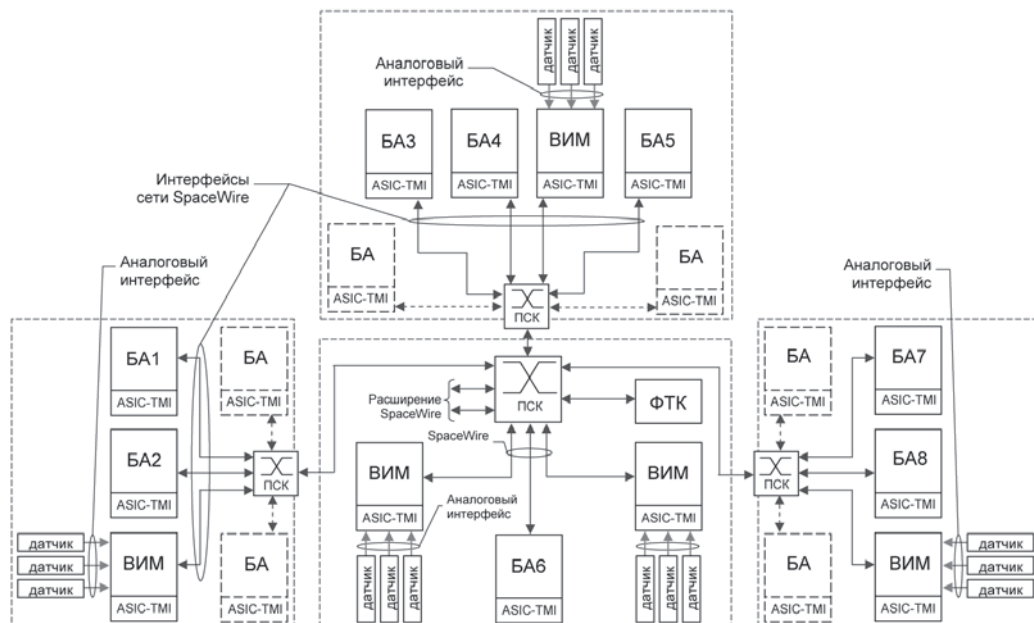 датчик
датчик
датчик
Аналоговый
интерфейс
БА3
ASIC-TMI
БА4
ASIC-TMI
ВИМ
ASIC-TMI
БА5
ASIC-TMI
Интерфейсы
сети SpaceWire
БА
ASIC-TMI
БА
ASIC-TMI
ПСК
Аналоговый
интерфейс
БА1
ASIC-TMI
БА
ASIC-TMI
БА2
ASIC-TMI
ПСК
датчик
датчик
датчик
ВИМ
ASIC-TMI
БА
ASIC-TMI
ПСК
Расширение
SpaceWire
ФТК
SpaceWire
ВИМ
ASIC-TMI
Аналоговый
интерфейс
датчик
датчик
датчик
БА6
ASIC-TMI
ВИМ
ASIC-TMI
датчик
датчик
датчик
Аналоговый
интерфейс
БА
ASIC-TMI
БА7
ASIC-TMI
ПСК
БА8
ASIC-TMI
БА
ASIC-TMI
ВИМ
ASIC-TMI
датчик
датчик
датчик